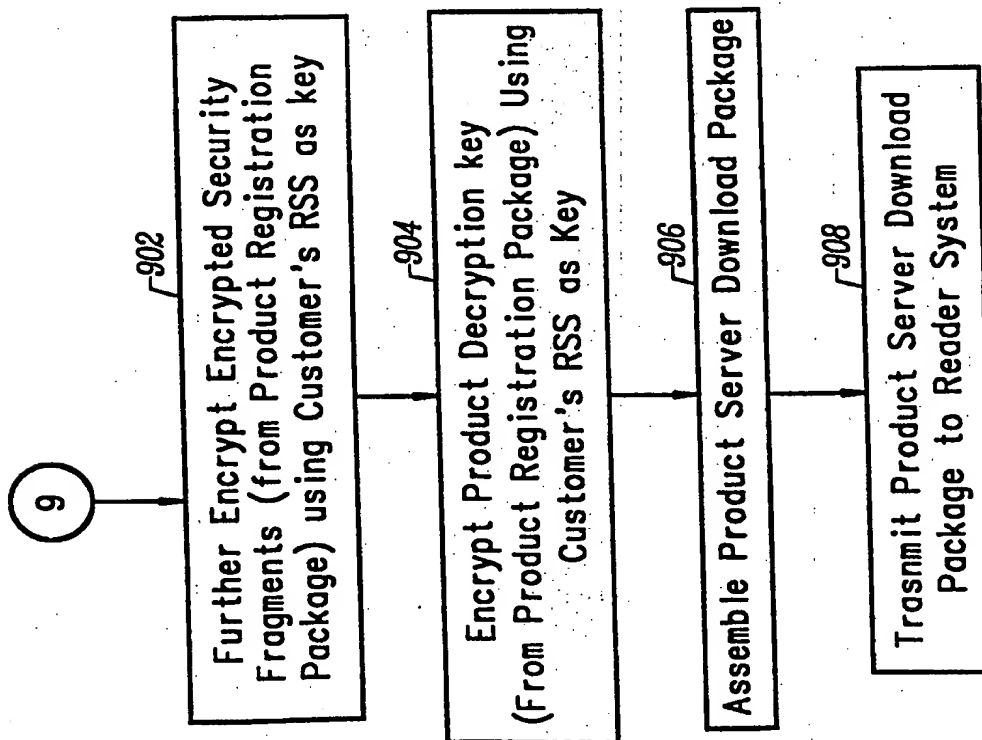 9
902
Further Encrypt Encrypted Security
Fragments (from Product Registration
Package) using Customer's RSS as key
904
Encrypt Product Decryption key
(From Product Registration Package) Using
Customer's RSS as Key
906
Assemble Product Server Download Package
908
Trasnmit Product Server Download
Package to Reader System